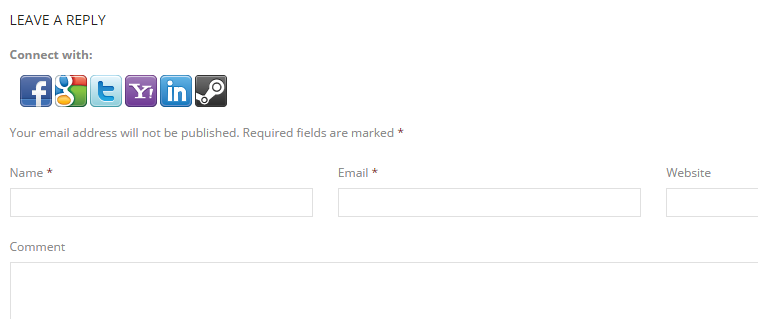 LEAVE A REPLY
Connect with:
f g t Y! in
Your email address will not be published. Required fields are marked *
Name * Email * Website
Comment